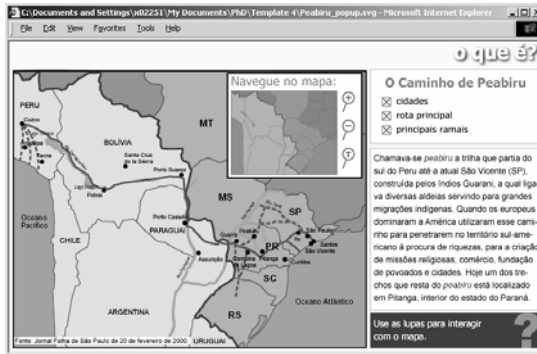 C:\Documents and Settings\x02251\My Documents\PhD\Template 4\Peabiru_popup.svg - Microsoft Internet Explorer
File Edit View Favorites Tools Help
o que é?
Navegue no mapa:
PERU
Cuzco
BOLÍVIA
Santa Cruz
de la Sierra
Potosi
MT
MS
SP
PR
SC
RS
São Paulo
Santos
São Vicente
Curitiba
Pitanga
Peabiru
Guaíra
PARAGUAI
Assunção
CHILE
ARGENTINA
URUGUAI
Oceano
Pacífico
Oceano Atlântico
Fonte: Jornal Folha de São Paulo de 20 de fevereiro de 2000
O Caminho de Peabiru
cidades
rota principal
principais ramais
Chamava-se peabiru a trilha que partia do
sul do Peru até a atual São Vicente (SP),
construída pelos índios Guarani, a qual liga
va diversas aldeias servindo para grandes
migrações indígenas. Quando os europeus
dominaram a América utilizaram esse cami-
nho para penetrarem no território sul-ame-
ricano à procura de riquezas, para a criação
de missões religiosas, comércio, fundação
de povoados e cidades. Hoje um dos tre-
chos que resta do peabiru está localizado
em Pitanga, interior do estado do Paraná.
Use as lupas para interagir
com o mapa.
?